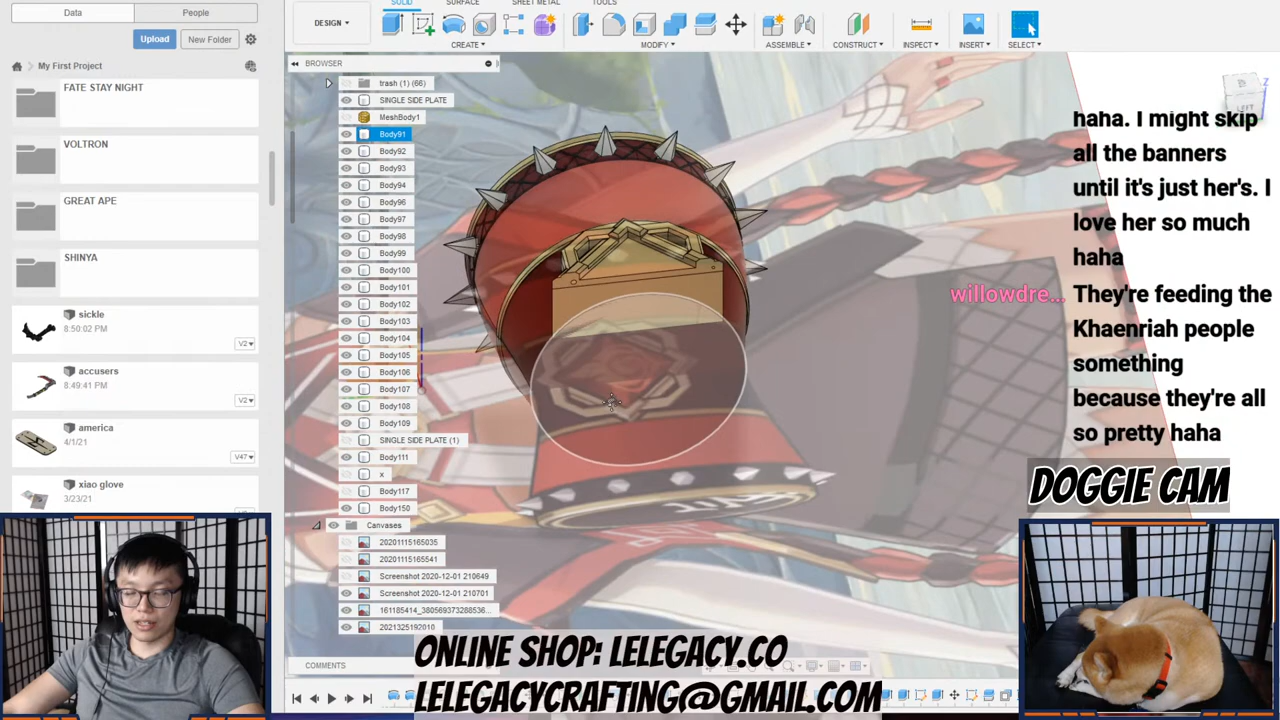 Data
People
Upload
New Folder
My First Project
FATE STAY NIGHT
VOLTRON
GREAT APE
SHINYA
sickle
8:50:02 PM
V2
accusers
8:49:41 PM
V2
america
4/1/21
V47
xiao glove
3/23/21
DESIGN
SOLID
SURFACE
SHEET METAL
TOOLS
CREATE
MODIFY
ASSEMBLE
CONSTRUCT
INSPECT
INSERT
SELECT
BROWSER
trash (1) (66)
SINGLE SIDE PLATE
MeshBody1
Body91
Body92
Body93
Body94
Body96
Body97
Body98
Body99
Body100
Body101
Body102
Body103
Body104
Body105
Body106
Body107
Body108
Body109
SINGLE SIDE PLATE (1)
Body111
x
Body117
Body150
Canvases
20201115165035
20201115165541
Screenshot 2020-12-01 210649
Screenshot 2020-12-01 210701
161185414_380569373288536...
2021325192010
COMMENTS
LEFT
Z
haha. I might skip
all the banners
until it's just her's. I
love her so much
haha
willowdre... They're feeding the
Khaenriah people
something
because they're all
so pretty haha
DOGGIE CAM
ONLINE SHOP: LELEGACY.CO
LELEGACYCRAFTING@GMAIL.COM